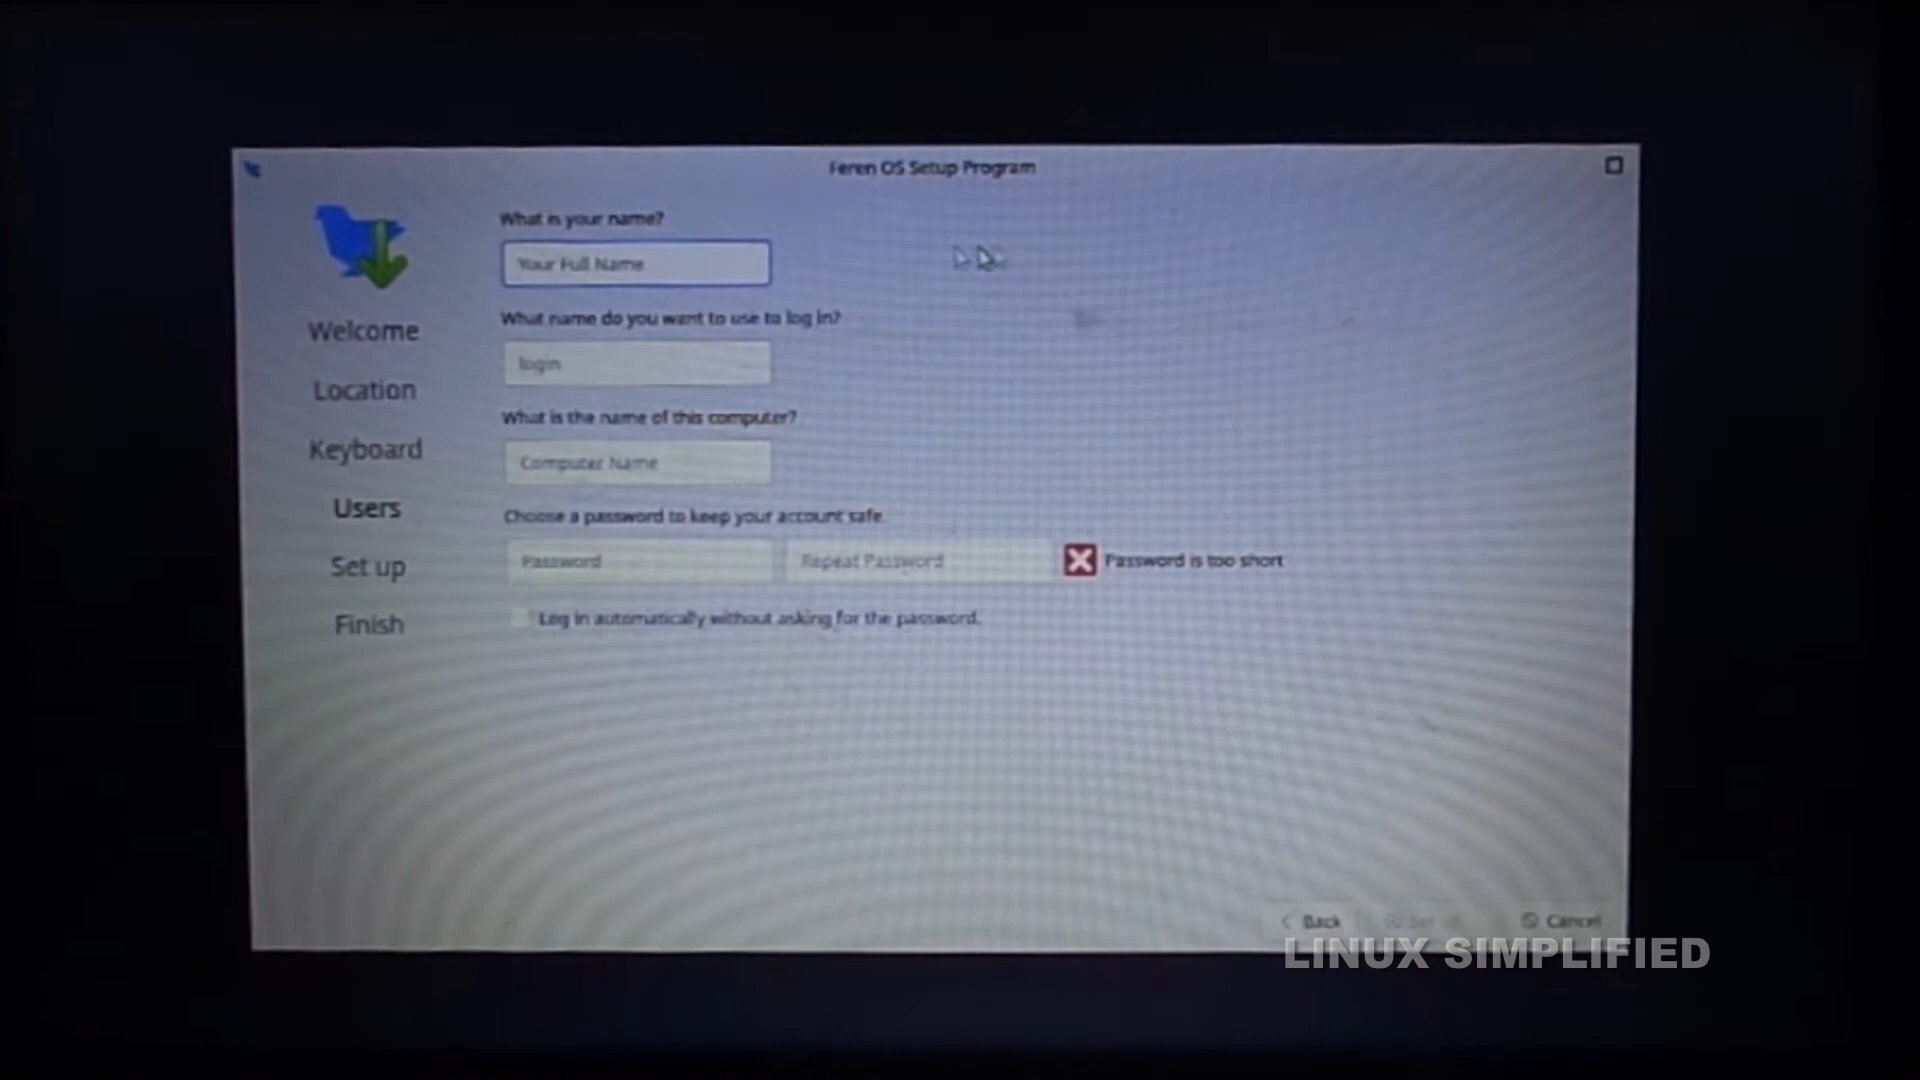 Feren OS Setup Program
What is your name?
Your Full Name
Welcome
What name do you want to use to log in?
login
Location
What is the name of this computer?
Keyboard
Computer Name
Users
Choose a password to keep your account safe.
Set up
Password
Repeat Password
Password is too short
Finish
Log in automatically without asking for the password.
Back
Cancel
LINUX SIMPLIFIED